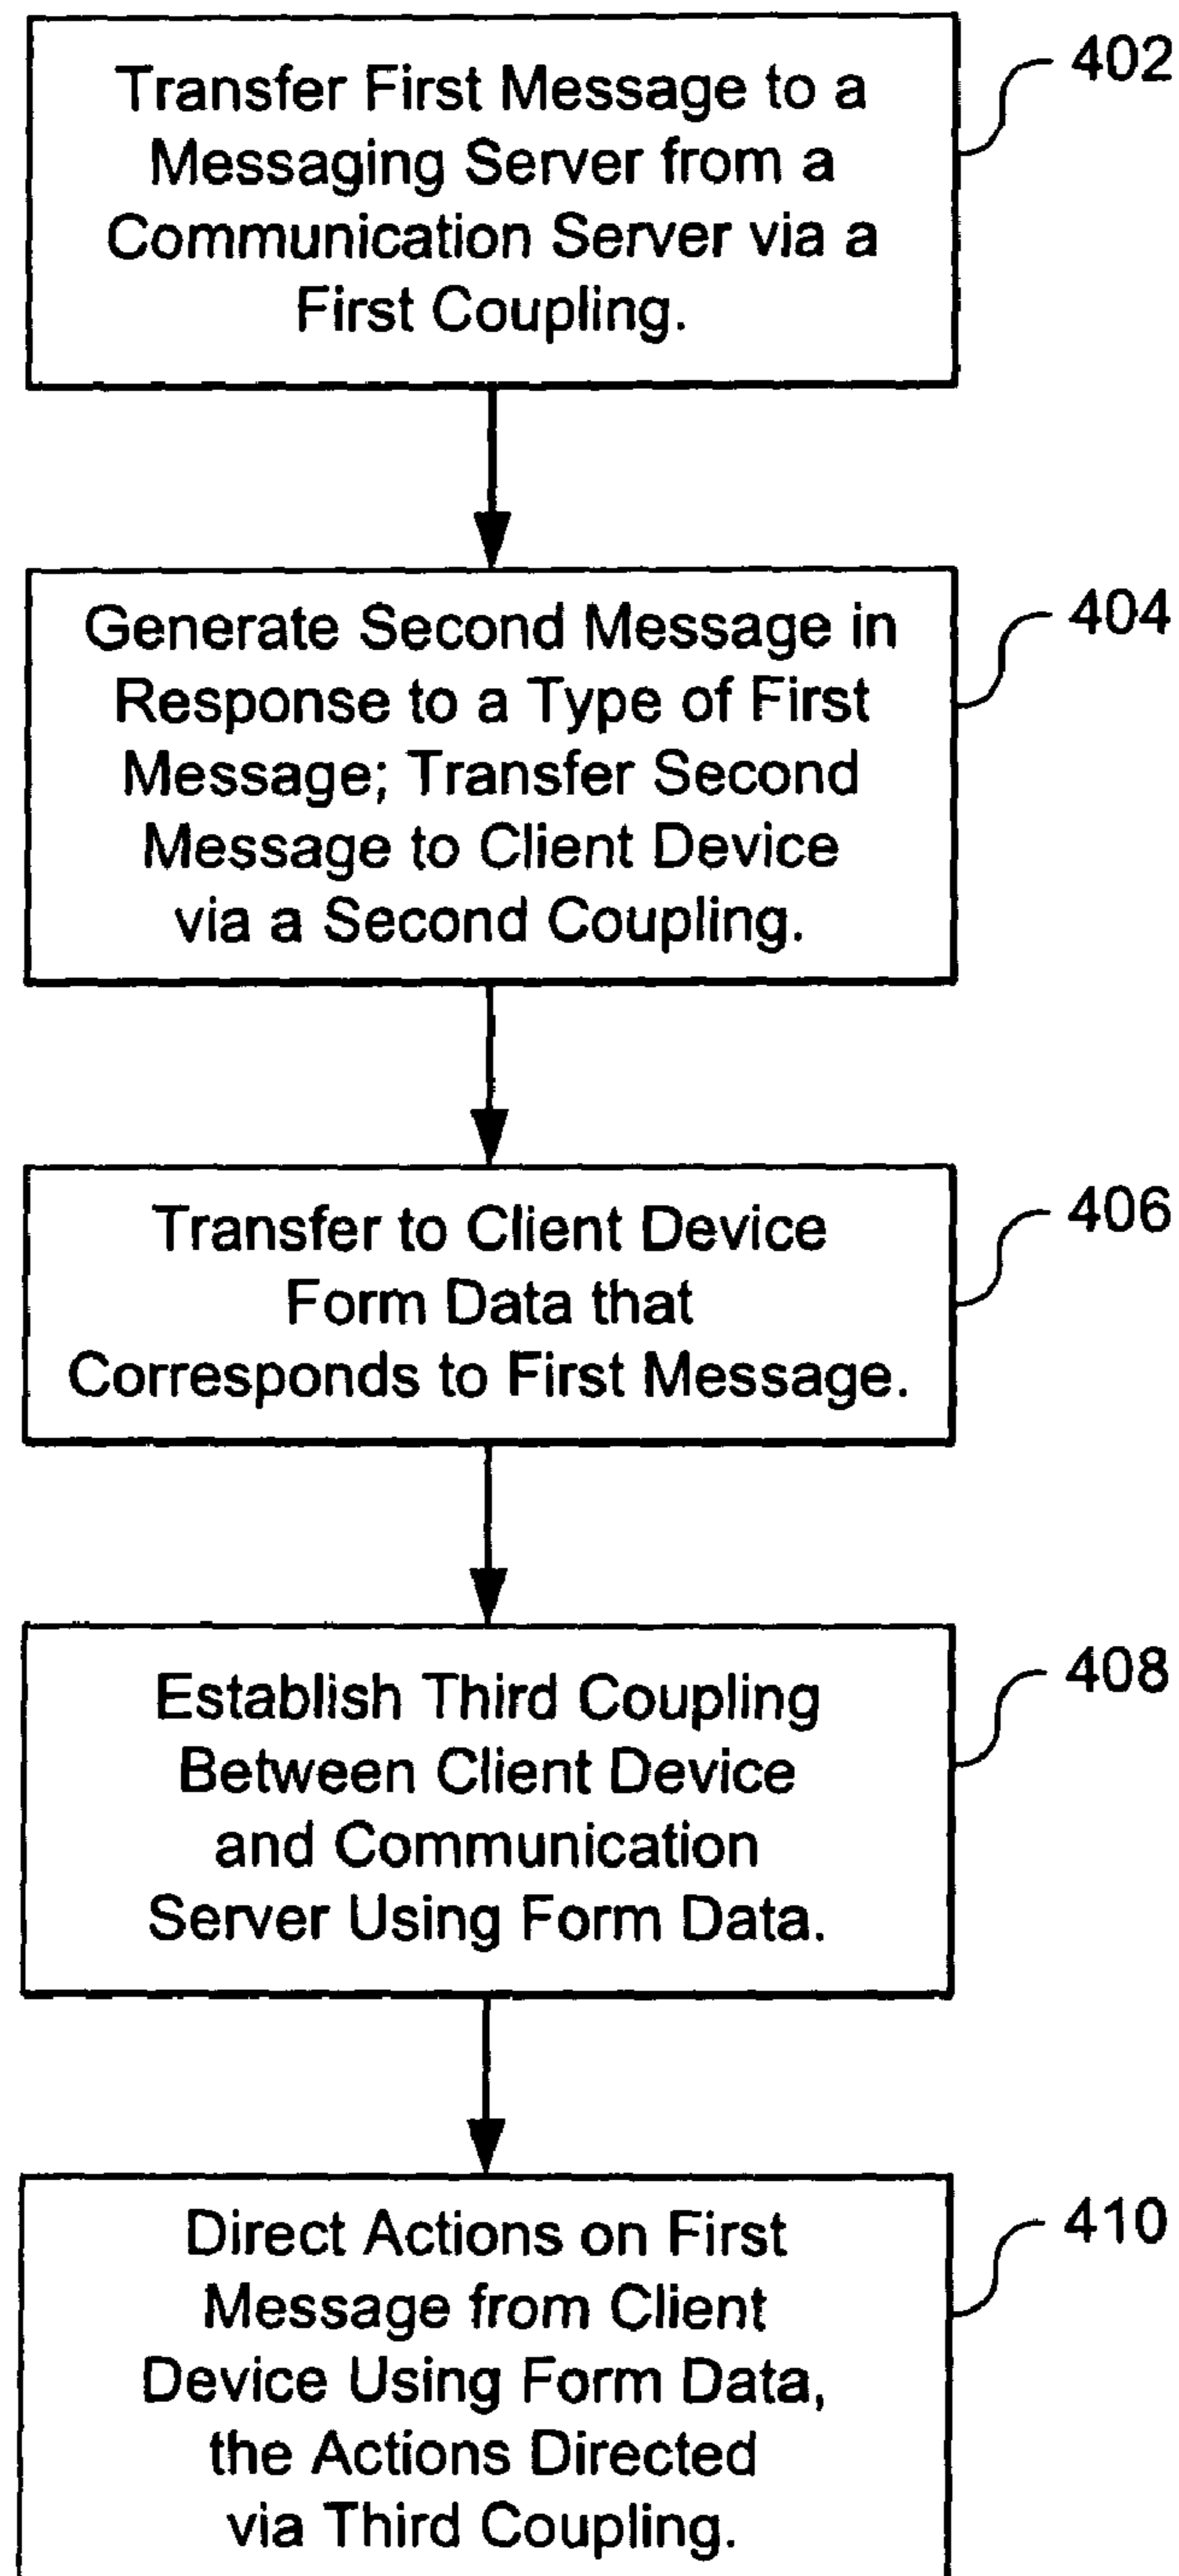 Transfer First Message to a
Messaging Server from a
Communication Server via a
First Coupling.
402
Generate Second Message in
Response to a Type of First
Message; Transfer Second
Message to Client Device
via a Second Coupling.
404
Transfer to Client Device
Form Data that
Corresponds to First Message.
406
Establish Third Coupling
Between Client Device
and Communication
Server Using Form Data.
408
Direct Actions on First
Message from Client
Device Using Form Data,
the Actions Directed
via Third Coupling.
410